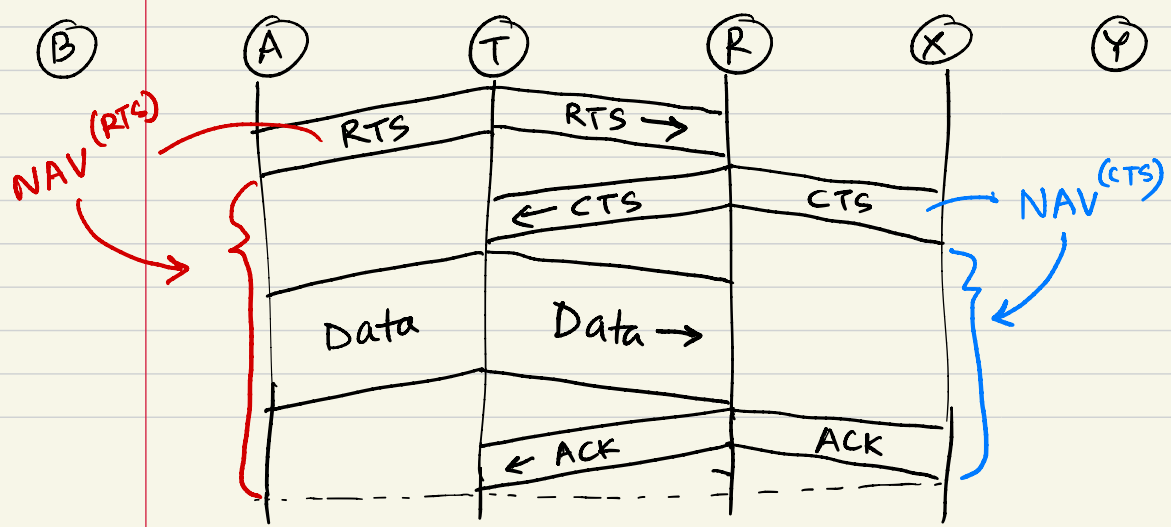 B A T R X Y
NAV (RTS)
RTS RTS →
← CTS CTS
NAV (CTS)
Data Data →
← ACK ACK